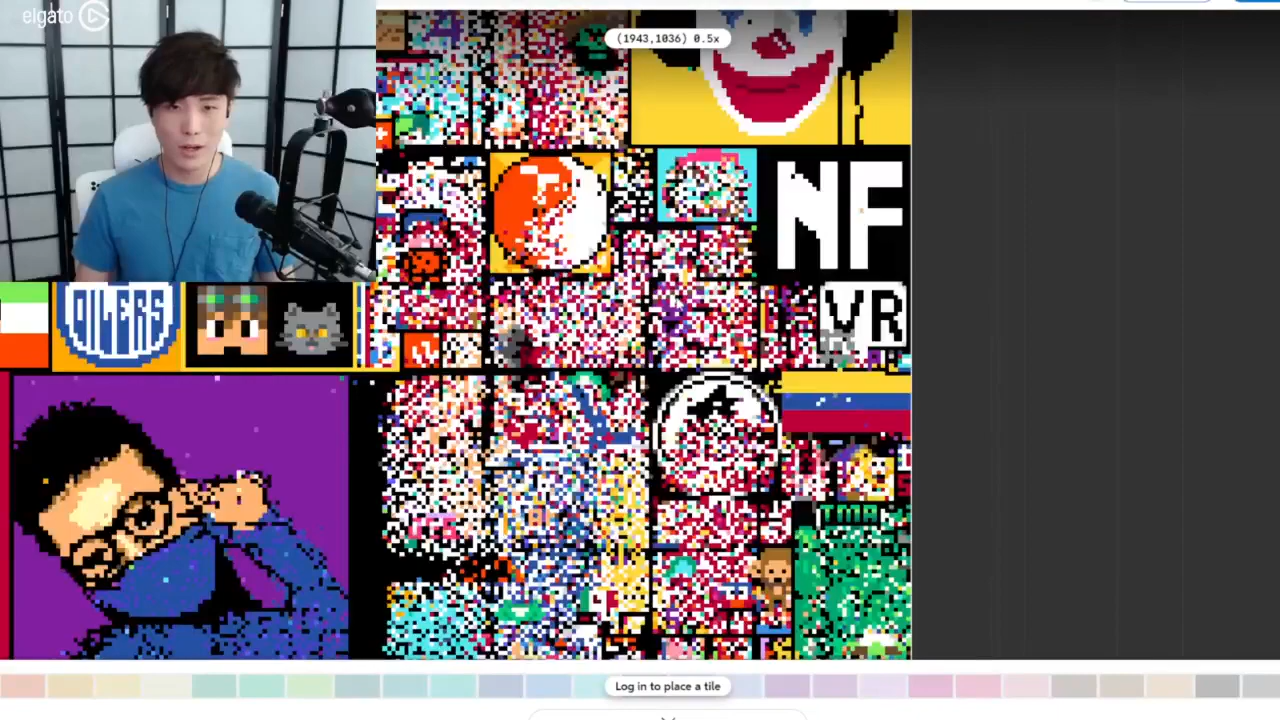 elgato
(1943,1036) 0.5x
NF
OILERS
VR
TMA
Log in to place a tile